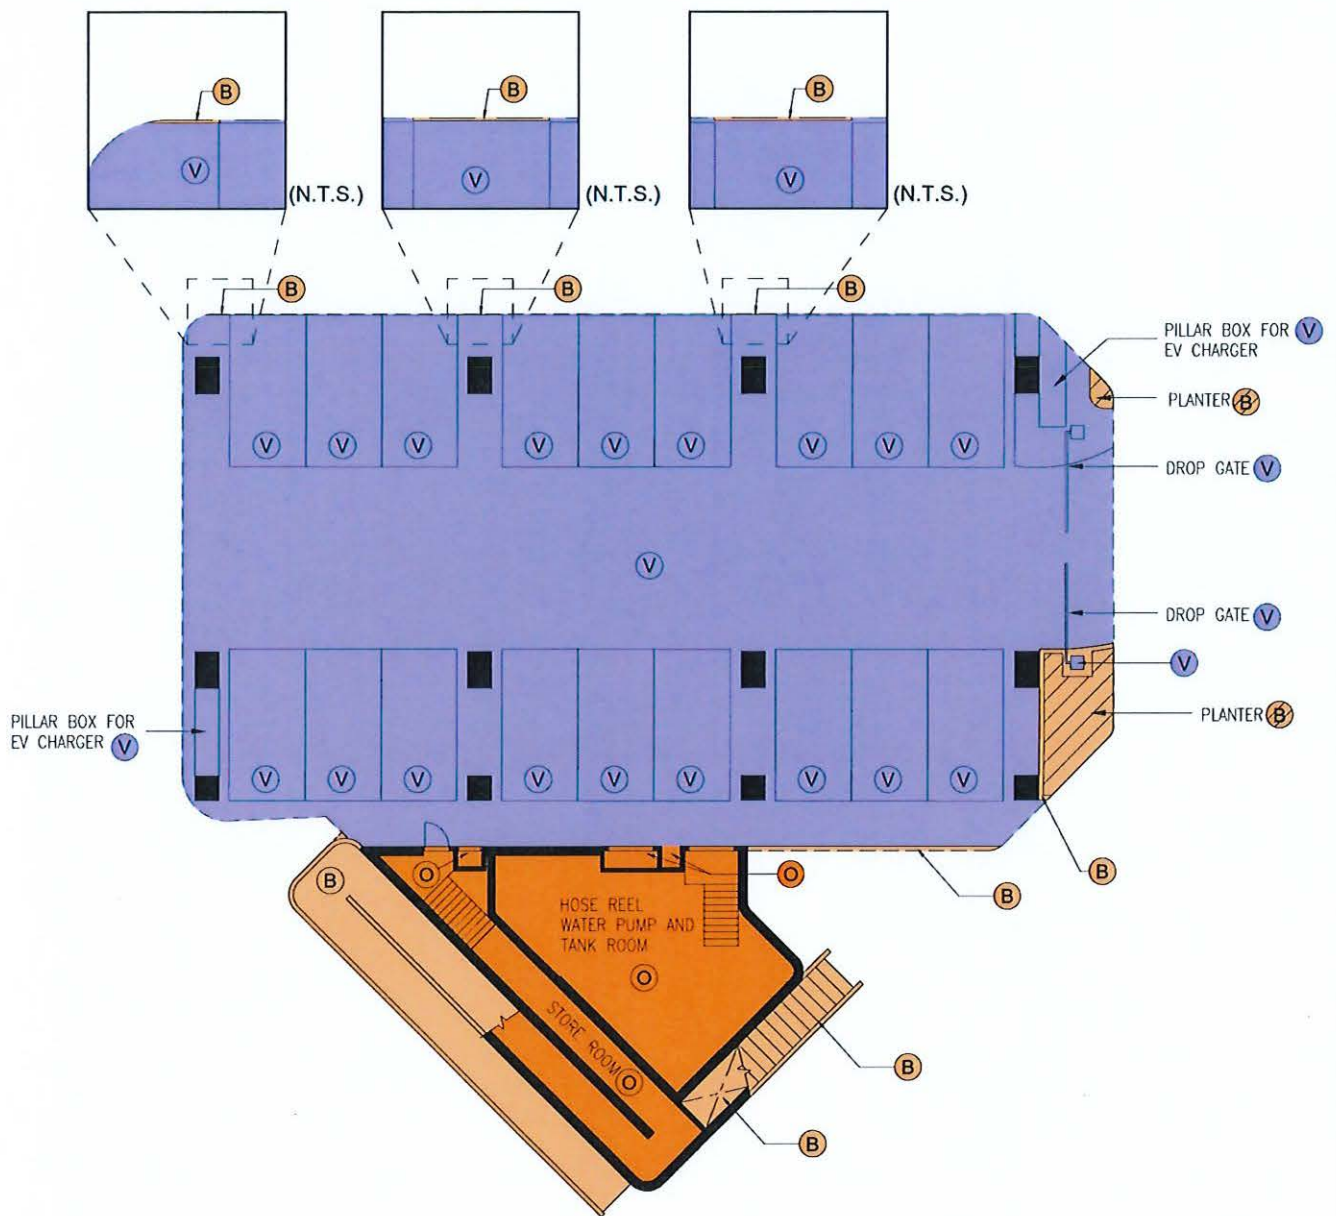 B
B
B
V
V
V
(N.T.S.)
(N.T.S.)
(N.T.S.)
B
B
B
PILLAR BOX FOR V
EV CHARGER
PLANTER B
V V V V V V V V V
DROP GATE V
V
DROP GATE V
V
PLANTER B
PILLAR BOX FOR
EV CHARGER V
V V V V V V V V V
B
O
O
B
B
HOSE REEL
WATER PUMP AND
TANK ROOM
O
STORE ROOM
O
B
B